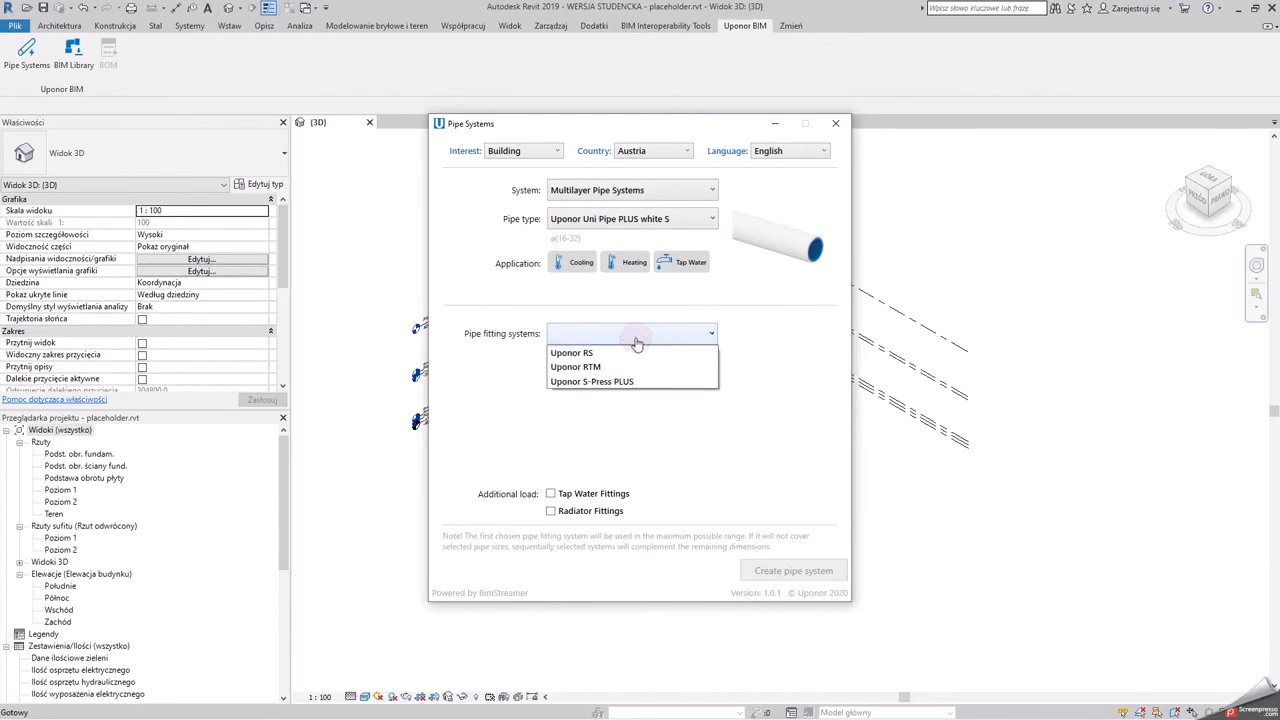 Autodesk Revit 2019 - WERSJA STUDENCKA - placeholder.rvt - Widok 3D: {3D}
Wpisz słowo kluczowe lub frazę
Zarejestruj się
Plik Architektura Konstrukcja Stal Systemy Wstaw Opisz Analiza Modelowanie bryłowe i teren Współpracuj Widok Zarządzaj Dodatki BIM Interoperability Tools Uponor BIM Zmień
Pipe Systems BIM Library BOM
Uponor BIM
Właściwości
Widok 3D
Widok 3D: {3D} Edytuj typ
Grafika
Skala widoku 1 : 100
Wartość skali 1: 100
Poziom szczegółowości Wysoki
Widoczność części Pokaż oryginał
Nadpisania widoczności/grafiki Edytuj...
Opcje wyświetlania grafiki Edytuj...
Dziedzina Koordynacja
Pokaż ukryte linie Według dziedziny
Domyślny styl wyświetlania analizy Brak
Trajektoria słońca
Zakres
Przytnij widok
Widoczny zakres przycięcia
Przytnij opisy
Dalekie przycięcie aktywne
Odsunięcie dalekiego przycięcia 304800.0
Pomoc dotycząca właściwości Zastosuj
Przeglądarka projektu - placeholder.rvt
Widoki (wszystko)
Rzuty
Podst. obr. fundam.
Podst. obr. ściany fund.
Podstawa obrotu płyty
Poziom 1
Poziom 2
Teren
Rzuty sufitu (Rzut odwrócony)
Poziom 1
Poziom 2
Widoki 3D
Elewacje (Elewacja budynku)
Południe
Północ
Wschód
Zachód
Legendy
Zestawienia/Ilości (wszystko)
Dane ilościowe zieleni
Ilość osprzętu elektrycznego
Ilość osprzętu hydraulicznego
Ilość wyposażenia elektrycznego
{3D}
Pipe Systems
Interest: Building Country: Austria Language: English
System: Multilayer Pipe Systems
Pipe type: Uponor Uni Pipe PLUS white S
ø(16-32)
Application: Cooling Heating Tap Water
Pipe fitting systems:
Uponor RS
Uponor RTM
Uponor S-Press PLUS
Additional load: Tap Water Fittings
Radiator Fittings
Note! The first chosen pipe fitting system will be used in the maximum possible range. If it will not cover
selected pipe sizes, sequentially selected systems will complement the remaining dimensions.
Create pipe system
Powered by BimStreamer Version: 1.0.1 © Uponor 2020
GÓRA
PRZÓD PRAWO
1 : 100
Gotowy :0 Model główny
Screenpresso
.com